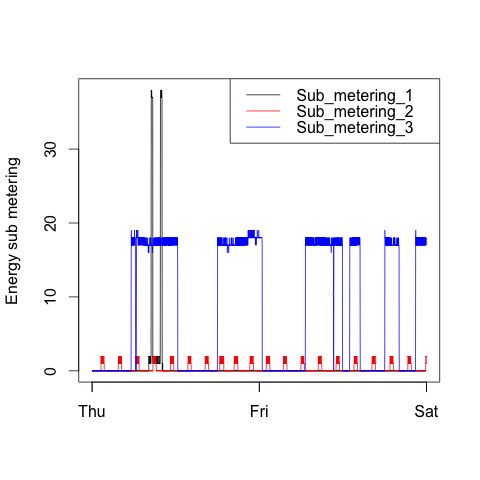 Sub_metering_1
Sub_metering_2
Sub_metering_3
Energy sub metering
30
20
10
0
Thu Fri Sat